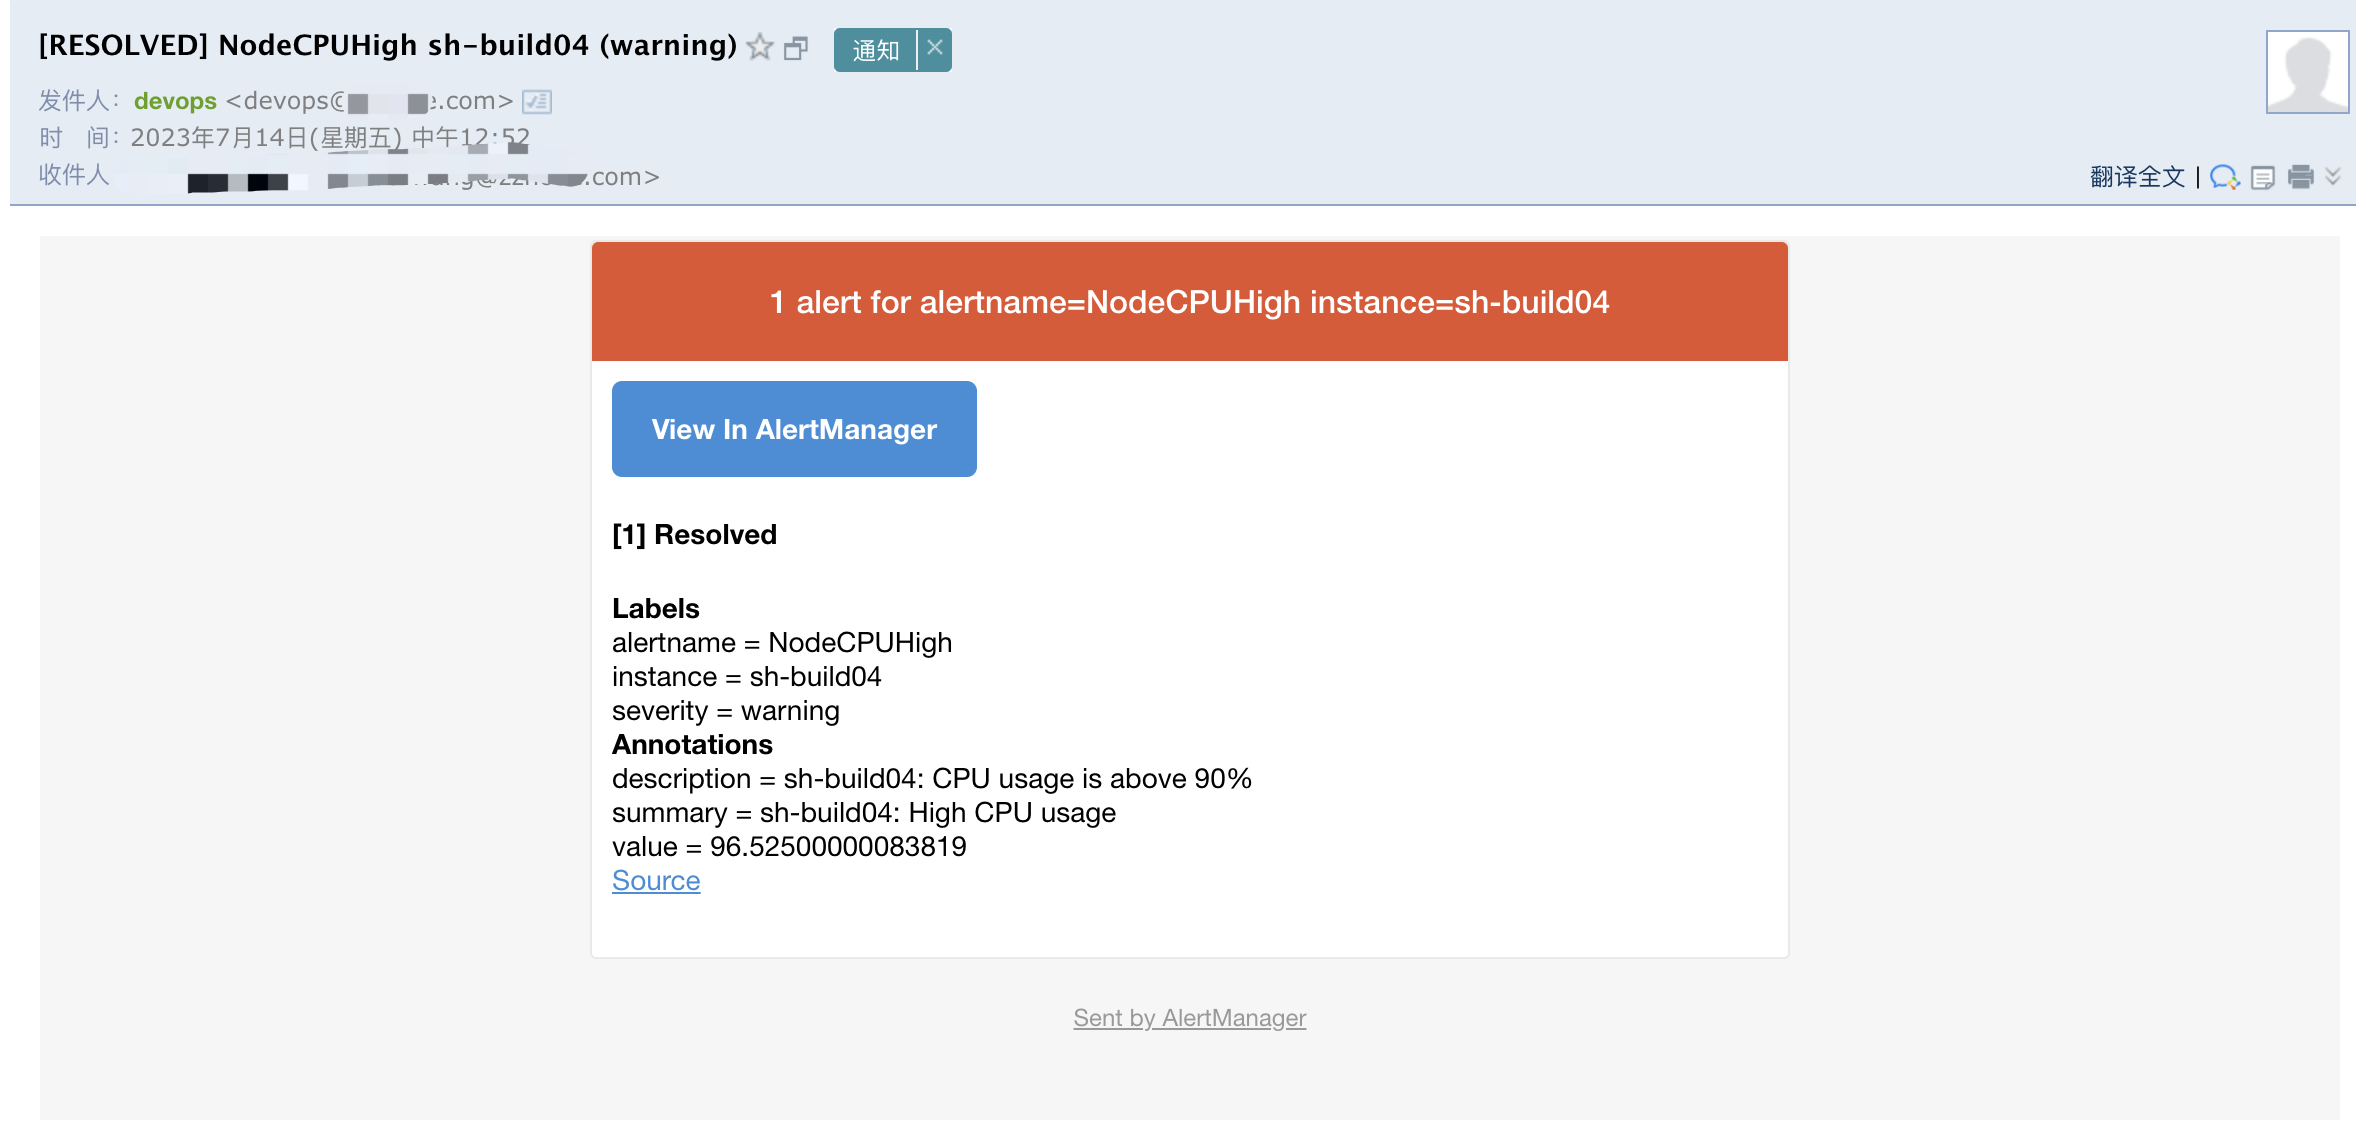 [RESOLVED] NodeCPUHigh sh-build04 (warning) 通知
发件人: devops <devops@ .com>
时 间: 2023年7月14日(星期五) 中午12:52
收件人 .com>
翻译全文 |
1 alert for alertname=NodeCPUHigh instance=sh-build04
View In AlertManager
[1] Resolved
Labels
alertname = NodeCPUHigh
instance = sh-build04
severity = warning
Annotations
description = sh-build04: CPU usage is above 90%
summary = sh-build04: High CPU usage
value = 96.52500000083819
Source
Sent by AlertManager